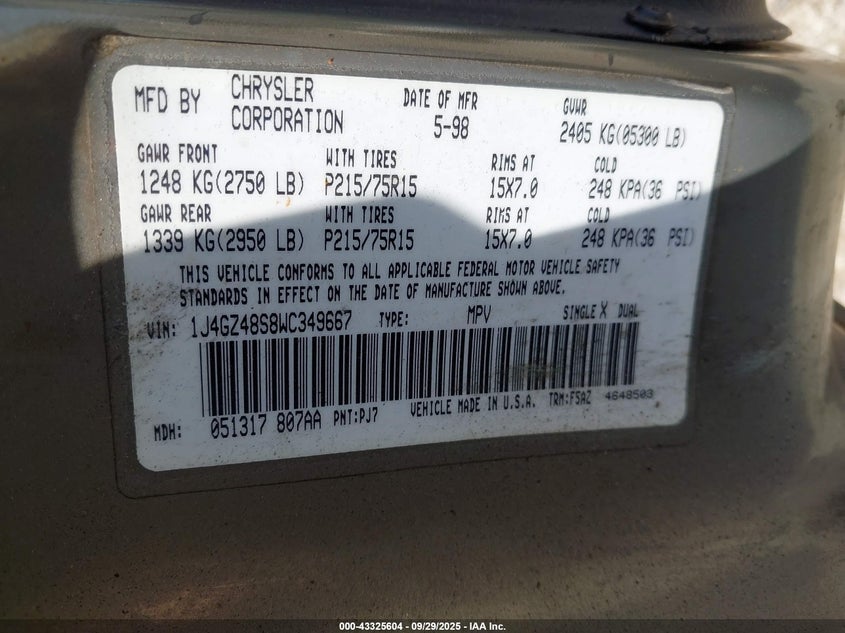 MFD BY CHRYSLER CORPORATION DATE OF MFR 5-98 GVWR 2405 KG(05300 LB)
GAWR FRONT WITH TIRES RIMS AT COLD
1248 KG(2750 LB) P215/75R15 15X7.0 248 KPA(36 PSI)
GAWR REAR WITH TIRES RIMS AT COLD
1339 KG(2950 LB) P215/75R15 15X7.0 248 KPA(36 PSI)
THIS VEHICLE CONFORMS TO ALL APPLICABLE FEDERAL MOTOR VEHICLE SAFETY
STANDARDS IN EFFECT ON THE DATE OF MANUFACTURE SHOWN ABOVE.
VIN: 1J4GZ48S8WC349667 TYPE: MPV SINGLE X DUAL
MDH: 051317 807AA PNT:PJ7 VEHICLE MADE IN U.S.A. TRM:F5AZ 4648503
000-43325604 - 09/29/2025 - IAA Inc.